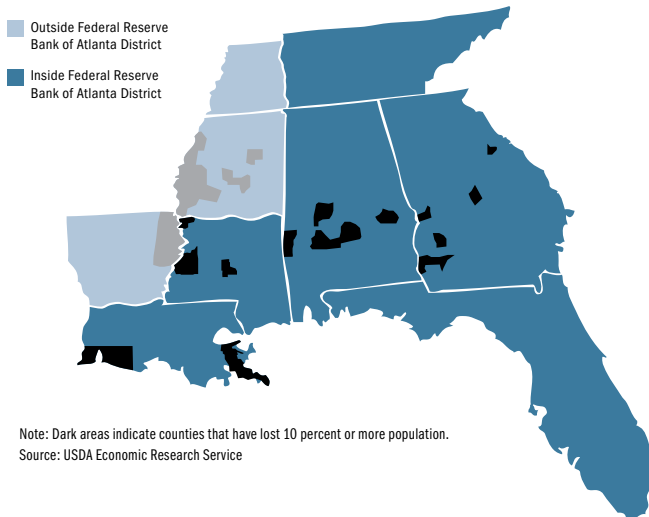 Outside Federal Reserve
Bank of Atlanta District
Inside Federal Reserve
Bank of Atlanta District
Note: Dark areas indicate counties that have lost 10 percent or more population.
Source: USDA Economic Research Service